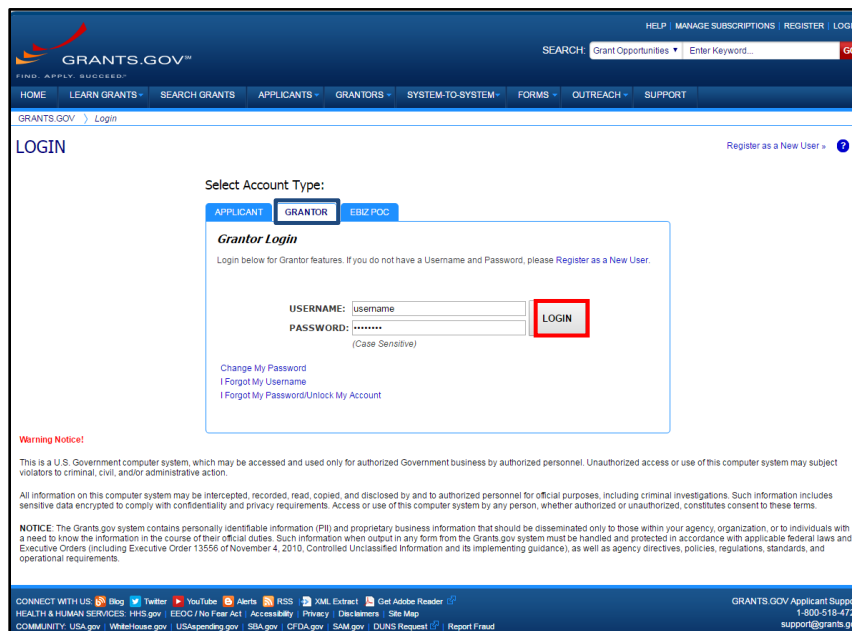 HELP | MANAGE SUBSCRIPTIONS | REGISTER | LOGI
GRANTS.GOV℠
FIND. APPLY. SUCCEED.℠
SEARCH: Grant Opportunities Enter Keyword... GO
HOME LEARN GRANTS SEARCH GRANTS APPLICANTS GRANTORS SYSTEM-TO-SYSTEM FORMS OUTREACH SUPPORT
GRANTS.GOV 〉 Login
LOGIN
Register as a New User » ?
Select Account Type:
APPLICANT GRANTOR EBIZ POC
Grantor Login
Login below for Grantor features. If you do not have a Username and Password, please Register as a New User.
USERNAME: username
PASSWORD: ••••••••
LOGIN
(Case Sensitive)
Change My Password
I Forgot My Username
I Forgot My Password/Unlock My Account
Warning Notice!
This is a U.S. Government computer system, which may be accessed and used only for authorized Government business by authorized personnel. Unauthorized access or use of this computer system may subject
violators to criminal, civil, and/or administrative action.
All information on this computer system may be intercepted, recorded, read, copied, and disclosed by and to authorized personnel for official purposes, including criminal investigations. Such information includes
sensitive data encrypted to comply with confidentiality and privacy requirements. Access or use of this computer system by any person, whether authorized or unauthorized, constitutes consent to these terms.
NOTICE: The Grants.gov system contains personally identifiable information (PII) and proprietary business information that should be disseminated only to those within your agency, organization, or to individuals with
a need to know the information in the course of their official duties. Such information when output in any form from the Grants.gov system must be handled and protected in accordance with applicable federal laws and
Executive Orders (including Executive Order 13556 of November 4, 2010, Controlled Unclassified Information and its implementing guidance), as well as agency directives, policies, regulations, standards, and
operational requirements.
CONNECT WITH US: Blog Twitter YouTube Alerts RSS XML Extract Get Adobe Reader
HEALTH & HUMAN SERVICES: HHS.gov | EEOC / No Fear Act | Accessibility | Privacy | Disclaimers | Site Map
COMMUNITY: USA.gov | WhiteHouse.gov | USAspending.gov | SBA.gov | CFDA.gov | SAM.gov | DUNS Request | Report Fraud
GRANTS.GOV Applicant Suppo
1-800-518-472
support@grants.go